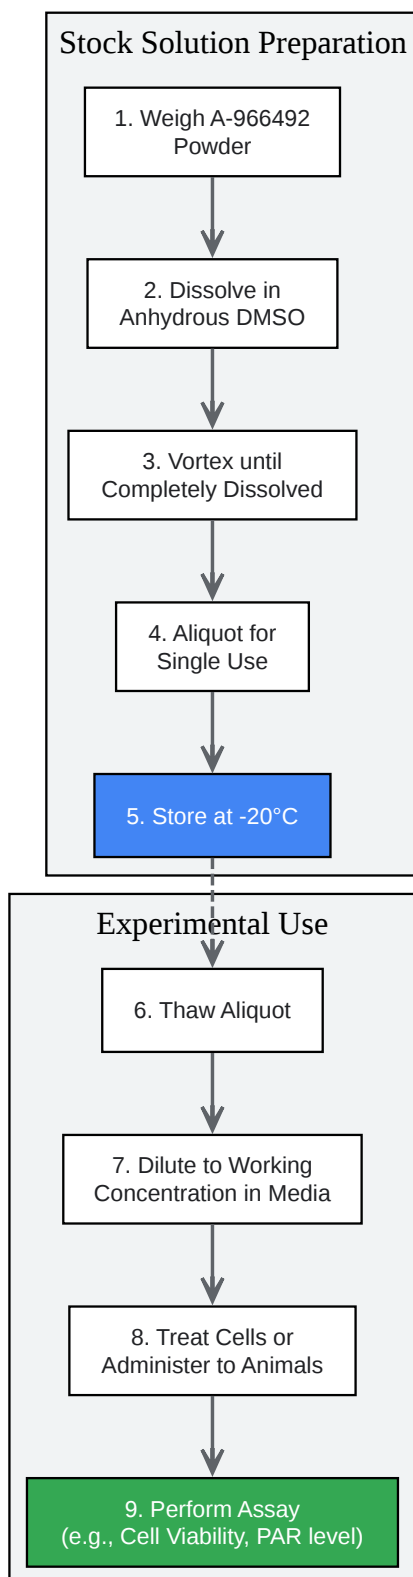 Stock Solution Preparation
1. Weigh A-966492
Powder
2. Dissolve in
Anhydrous DMSO
3. Vortex until
Completely Dissolved
4. Aliquot for
Single Use
5. Store at -20°C
Experimental Use
6. Thaw Aliquot
7. Dilute to Working
Concentration in Media
8. Treat Cells or
Administer to Animals
9. Perform Assay
(e.g., Cell Viability, PAR level)